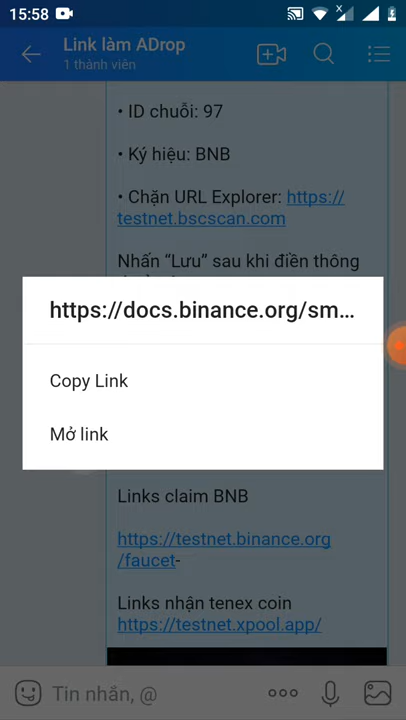 15:58
Link làm ADrop
1 thành viên
• ID chuỗi: 97
• Ký hiệu: BNB
• Chặn URL Explorer: https://
testnet.bscscan.com
Nhấn “Lưu” sau khi điền thông
https://docs.binance.org/sm...
Copy Link
Mở link
Links claim BNB
https://testnet.binance.org
/faucet-
Links nhận tenex coin
https://testnet.xpool.app/
Tin nhắn, @